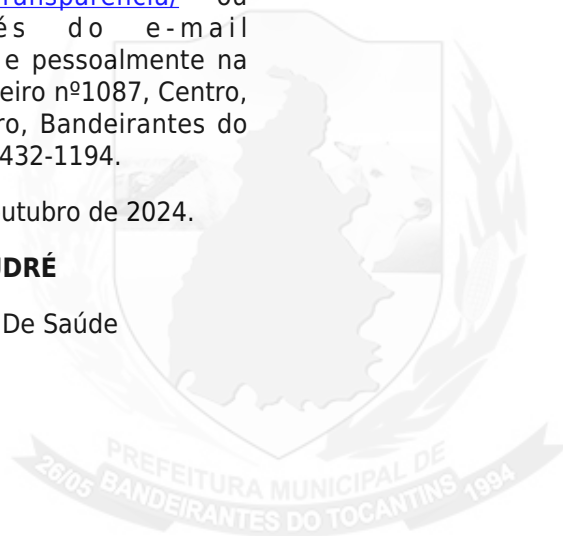 ransparencia/ ou
és do e-mail
e pessoalmente na
eiro nº1087, Centro,
ro, Bandeirantes do
432-1194.
utubro de 2024.
DRÉ
De Saúde
PREFEITURA MUNICIPAL DE
26/05 BANDEIRANTES DO TOCANTINS 1994